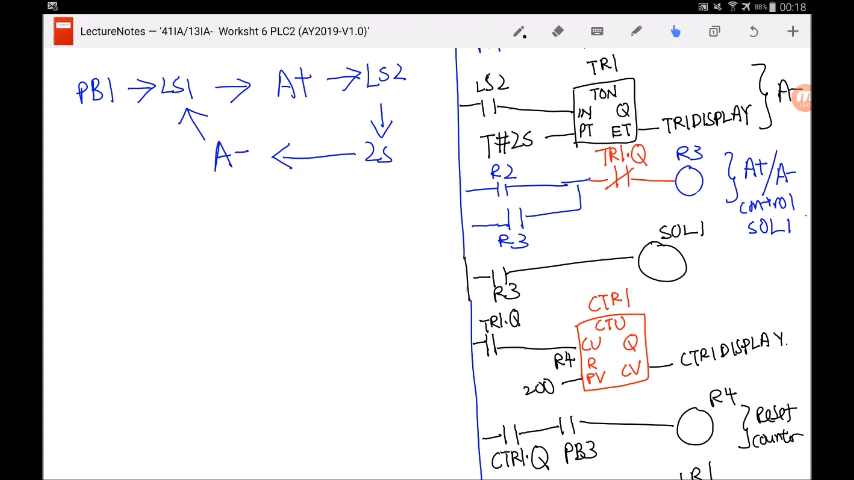 88% 00:18
LectureNotes – '41IA/13IA- Worksht 6 PLC2 (AY2019-V1.0)'
PB1 → LS1 → A+ → LS2
A- ← 2S
TR1
LS2
TON
IN Q
PT ET
T#2S
TR1DISPLAY
A-
TR1.Q
R2
R3
R3
A+/A-
control
SOL1
SOL1
R3
CTR1
TR1.Q
CTU
CU Q
R4
R
PV CV
200
CTR1DISPLAY.
R4
CTR1.Q PB3
Reset
counter